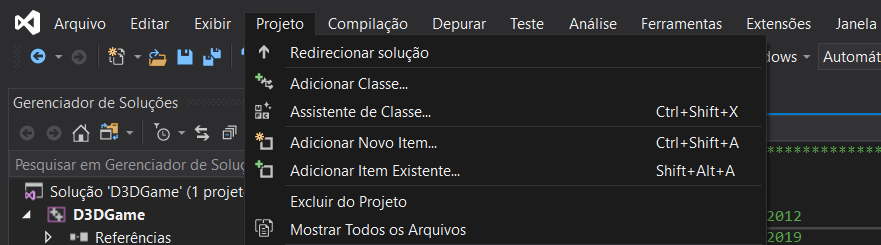 Arquivo Editar Exibir Projeto Compilação Depurar Teste Análise Ferramentas Extensões Janela
Redirecionar solução
Adicionar Classe...
Assistente de Classe... Ctrl+Shift+X
Adicionar Novo Item... Ctrl+Shift+A
Adicionar Item Existente... Shift+Alt+A
Excluir do Projeto
Mostrar Todos os Arquivos
Gerenciador de Soluções
Pesquisar em Gerenciador de Soluç
Solução 'D3DGame' (1 projet
D3DGame
Referências
dows Automát
**************
2012
2019